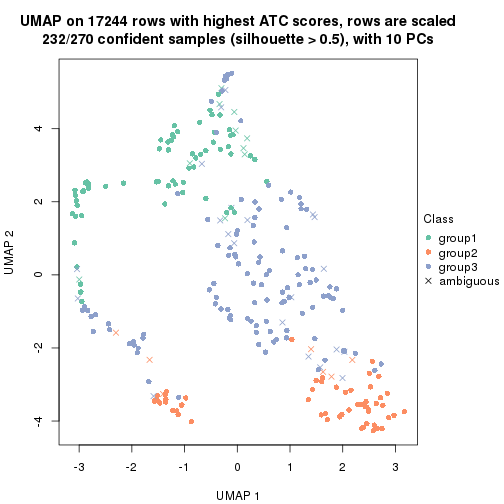 UMAP on 17244 rows with highest ATC scores, rows are scaled
232/270 confident samples (silhouette > 0.5), with 10 PCs
4
2
0
-2
-4
UMAP 2
-3
-2
-1
0
1
2
3
UMAP 1
Class
group1
group2
group3
ambiguous